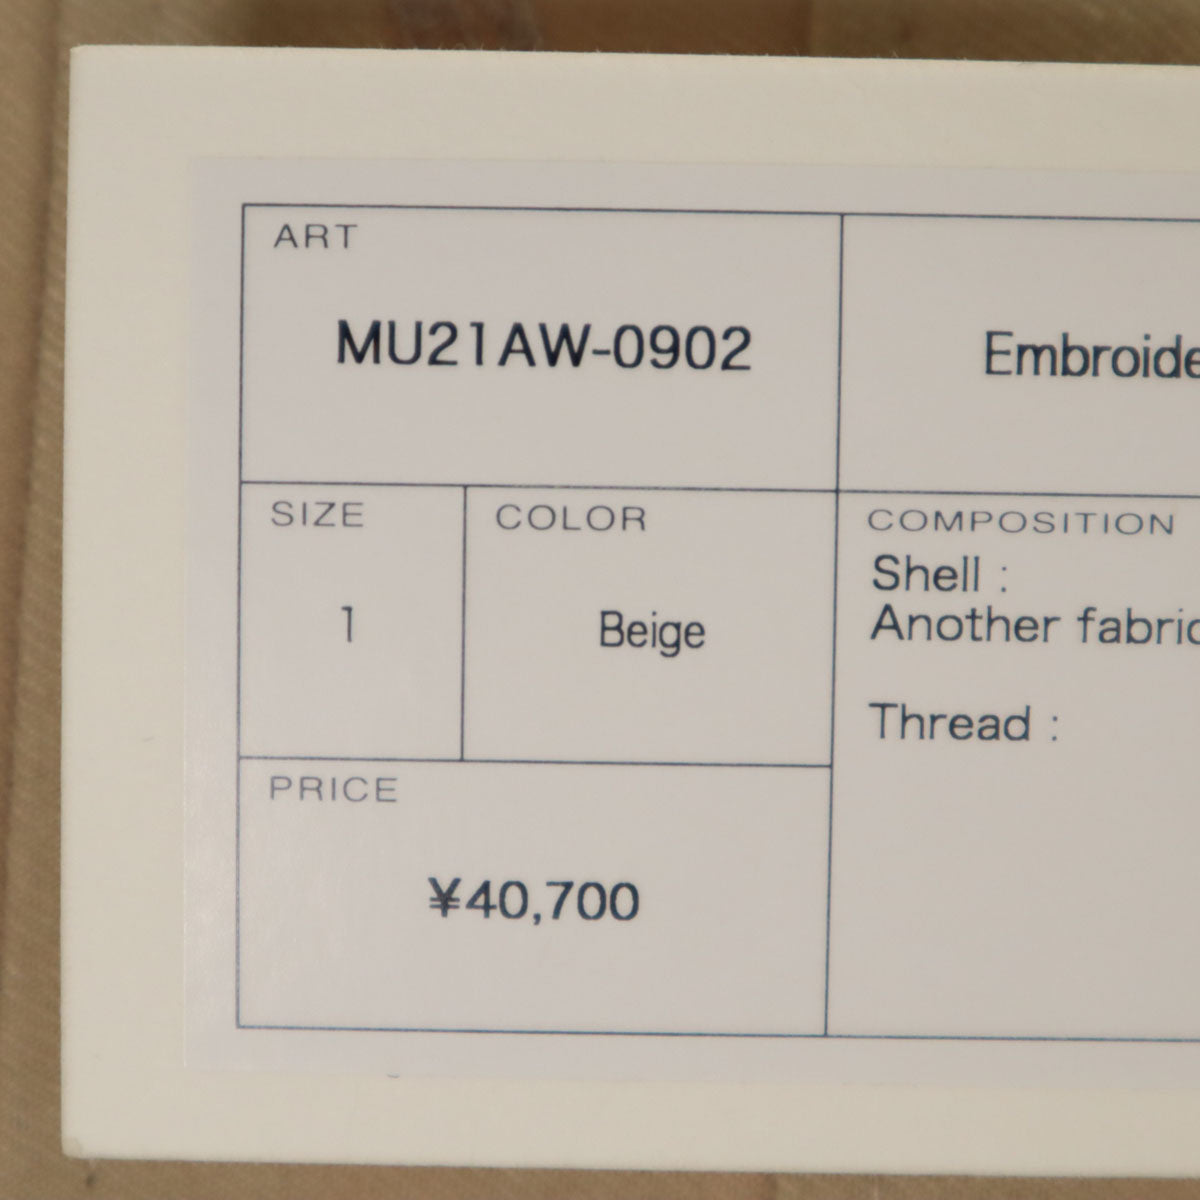 ART
MU21AW-0902
Embroide
SIZE
1
COLOR
Beige
COMPOSITION
Shell :
Another fabric
Thread :
PRICE
¥40,700